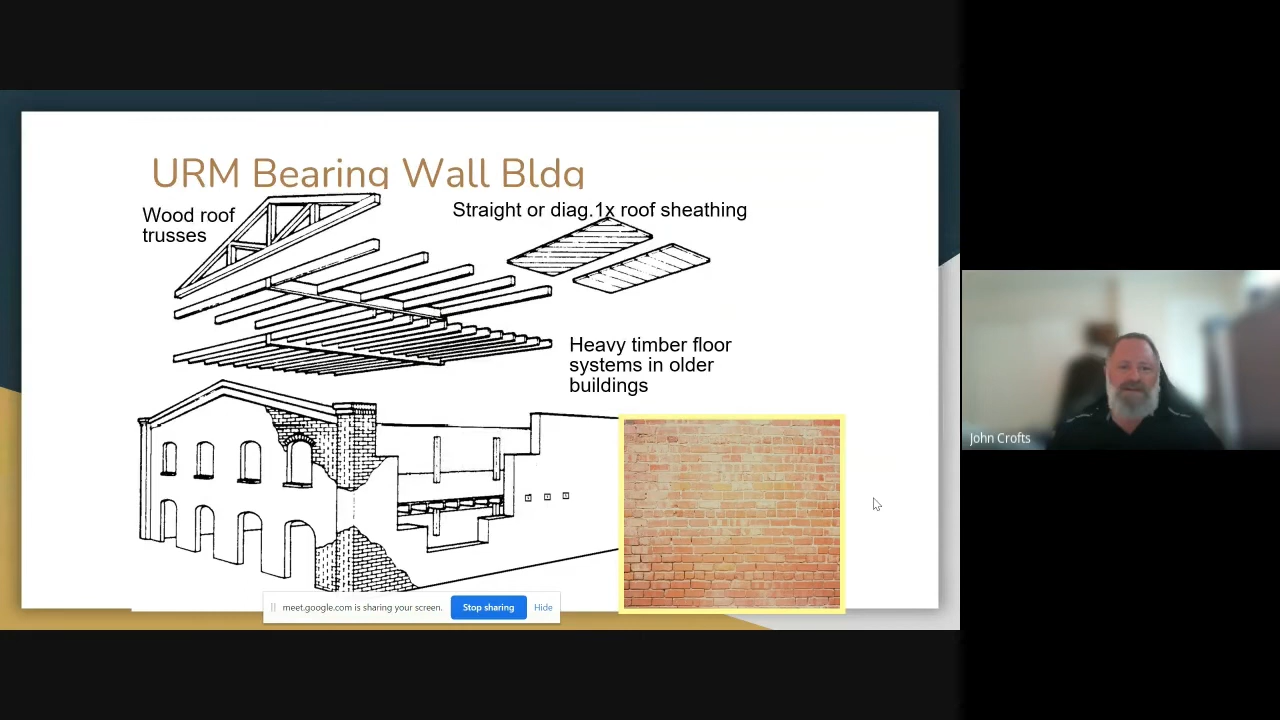 URM Bearing Wall Bldg
Wood roof
trusses
Straight or diag.1x roof sheathing
Heavy timber floor
systems in older
buildings
John Crofts
meet.google.com is sharing your screen.
Stop sharing
Hide